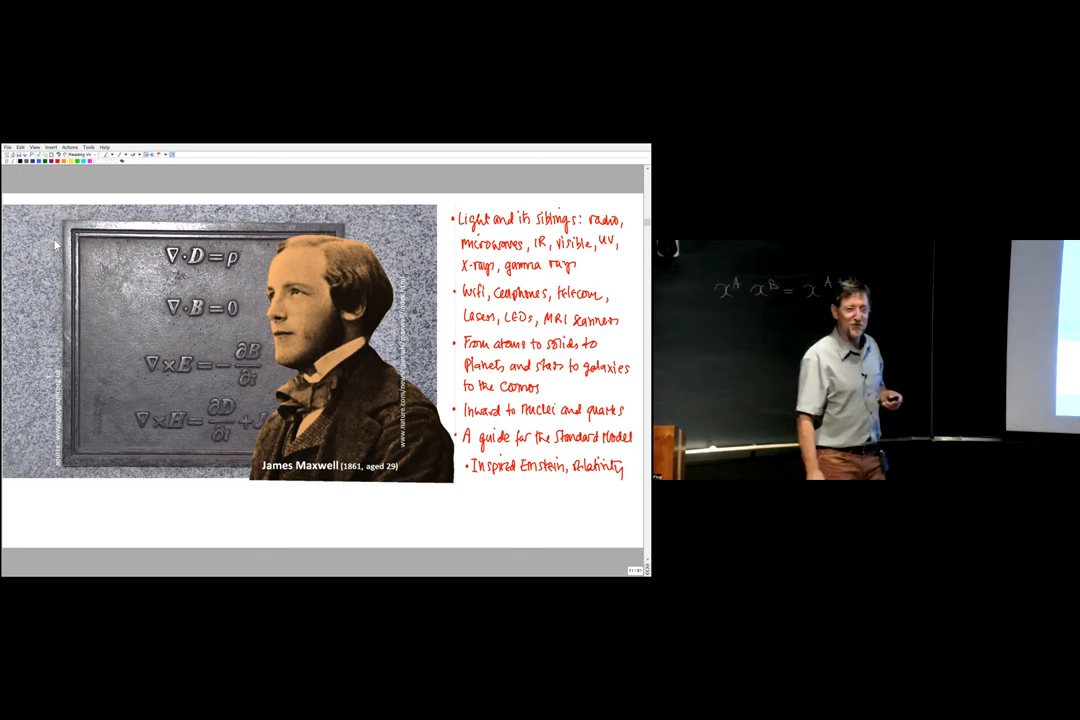 File Edit View Insert Actions Tools Help
∇·D=ρ
∇·B=0
∇×E=-∂B/∂t
∇×H=∂D/∂t+J
James Maxwell (1861, aged 29)
• Light and its siblings: radio,
microwaves, IR, visible, UV,
X-rays, gamma rays
• Wifi, Cellphones, telecom,
Lasers, LEDs, MRI Scanners
• From atoms to solids to
planets and stars to galaxies
to the cosmos
• Inward to nuclei and quarks
• A guide for the Standard Model
• Inspired Einstein, relativity
11 / 81
x^A x^B = x^A